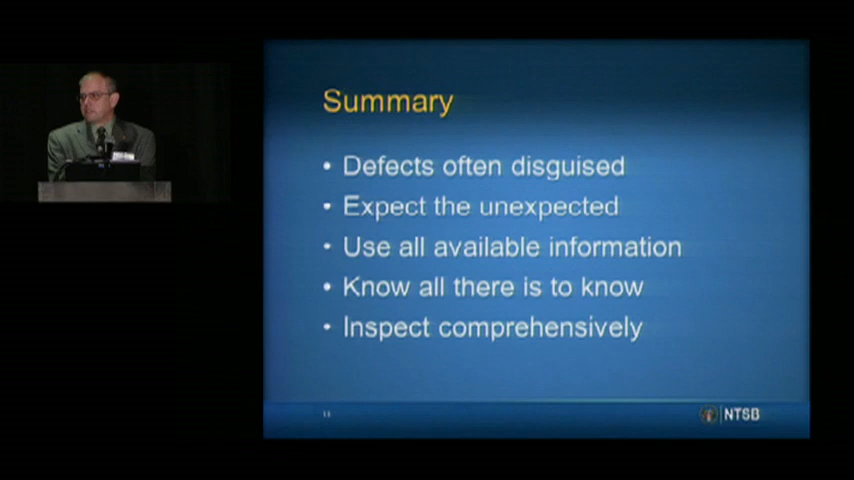 Summary
• Defects often disguised
• Expect the unexpected
• Use all available information
• Know all there is to know
• Inspect comprehensively
NTSB